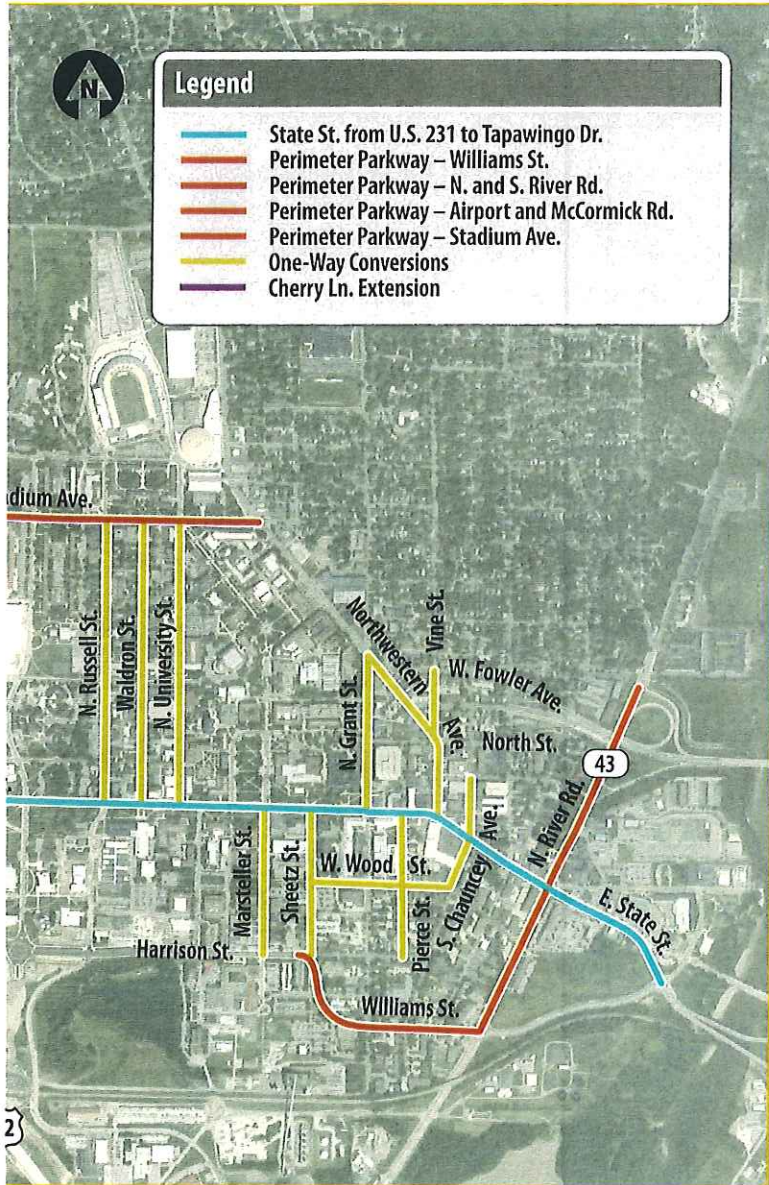 N
Legend
State St. from U.S. 231 to Tapawingo Dr.
Perimeter Parkway – Williams St.
Perimeter Parkway – N. and S. River Rd.
Perimeter Parkway – Airport and McCormick Rd.
Perimeter Parkway – Stadium Ave.
One-Way Conversions
Cherry Ln. Extension
adium Ave.
N. Russell St.
Waldron St.
N. University St.
N. Grant St.
Northwestern
Ave.
Vine St.
W. Fowler Ave.
North St.
43
N. River Rd.
Marsteller St.
Sheetz St.
W. Wood St.
Pierce St.
S. Chauncey Ave.
E. State St.
Harrison St.
Williams St.
2